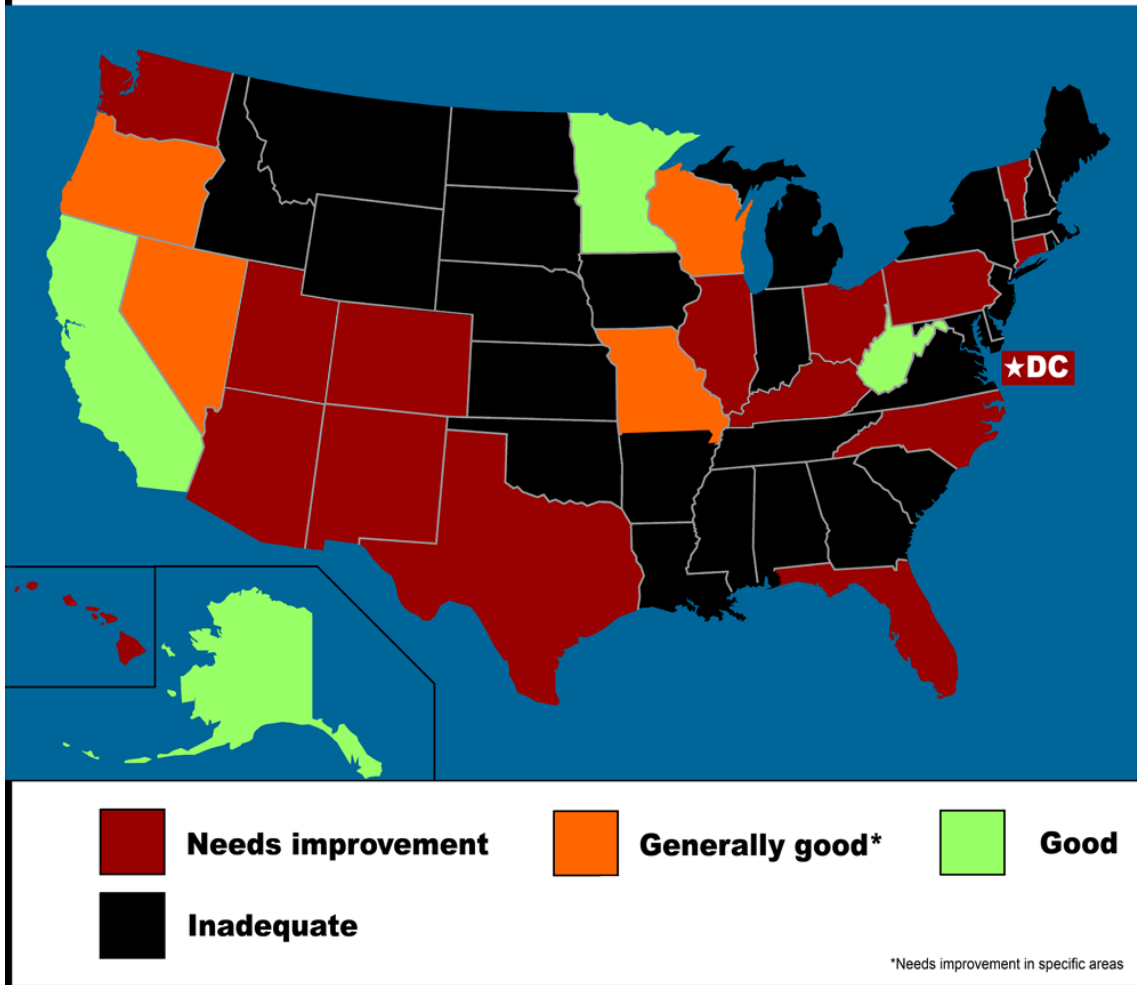 ★DC
Needs improvement
Generally good*
Good
Inadequate
*Needs improvement in specific areas